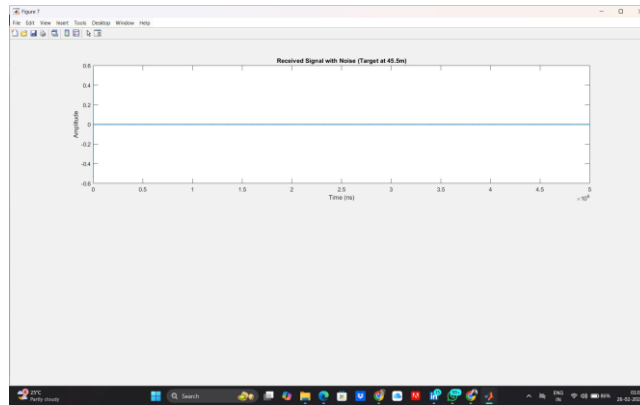 Figure 7
File Edit View Insert Tools Desktop Window Help
Received Signal with Noise (Target at 45.5m)
0.6
0.4
0.2
0
-0.2
-0.4
-0.6
Amplitude
0 0.5 1 1.5 2 2.5 3 3.5 4 4.5 5
Time (ns)
25°C
Partly cloudy
Search
ENG
IN